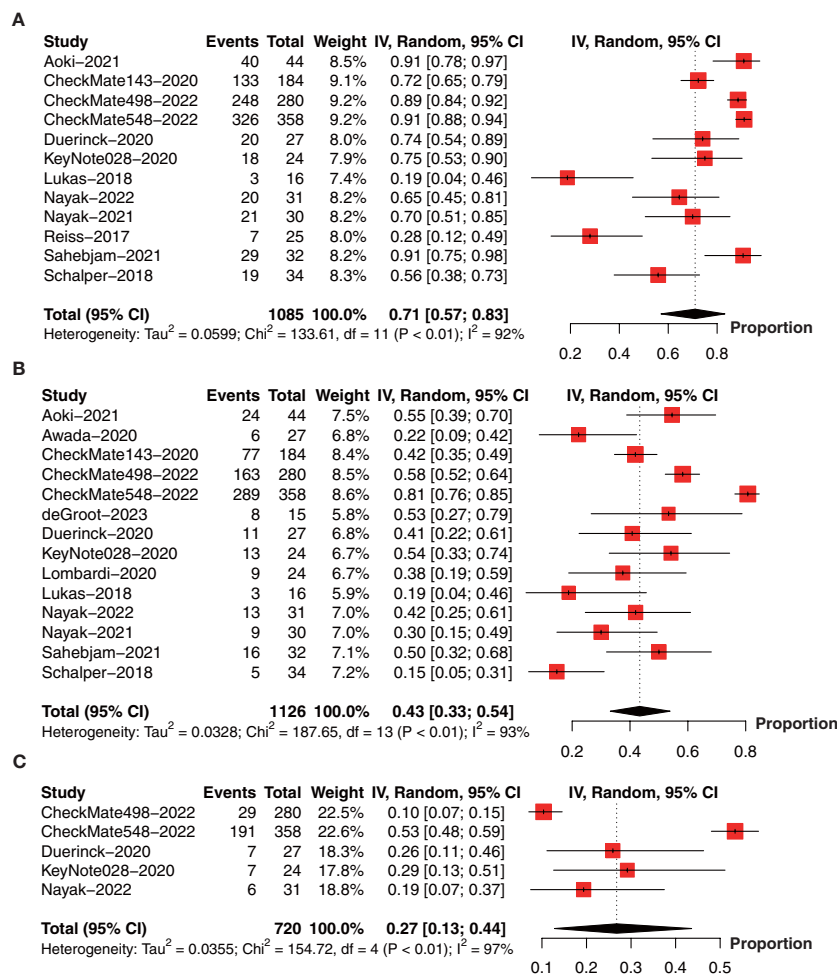 A
Study Events Total Weight IV, Random, 95% CI IV, Random, 95% CI
Aoki−2021 40 44 8.5% 0.91 [0.78; 0.97]
CheckMate143−2020 133 184 9.1% 0.72 [0.65; 0.79]
CheckMate498−2022 248 280 9.2% 0.89 [0.84; 0.92]
CheckMate548−2022 326 358 9.2% 0.91 [0.88; 0.94]
Duerinck−2020 20 27 8.0% 0.74 [0.54; 0.89]
KeyNote028−2020 18 24 7.9% 0.75 [0.53; 0.90]
Lukas−2018 3 16 7.4% 0.19 [0.04; 0.46]
Nayak−2022 20 31 8.2% 0.65 [0.45; 0.81]
Nayak−2021 21 30 8.2% 0.70 [0.51; 0.85]
Reiss−2017 7 25 8.0% 0.28 [0.12; 0.49]
Sahebjam−2021 29 32 8.2% 0.91 [0.75; 0.98]
Schalper−2018 19 34 8.3% 0.56 [0.38; 0.73]
Total (95% CI) 1085 100.0% 0.71 [0.57; 0.83]
Heterogeneity: Tau² = 0.0599; Chi² = 133.61, df = 11 (P < 0.01); I² = 92%
Proportion
0.2 0.4 0.6 0.8
B
Study Events Total Weight IV, Random, 95% CI IV, Random, 95% CI
Aoki−2021 24 44 7.5% 0.55 [0.39; 0.70]
Awada−2020 6 27 6.8% 0.22 [0.09; 0.42]
CheckMate143−2020 77 184 8.4% 0.42 [0.35; 0.49]
CheckMate498−2022 163 280 8.5% 0.58 [0.52; 0.64]
CheckMate548−2022 289 358 8.6% 0.81 [0.76; 0.85]
deGroot−2023 8 15 5.8% 0.53 [0.27; 0.79]
Duerinck−2020 11 27 6.8% 0.41 [0.22; 0.61]
KeyNote028−2020 13 24 6.7% 0.54 [0.33; 0.74]
Lombardi−2020 9 24 6.7% 0.38 [0.19; 0.59]
Lukas−2018 3 16 5.9% 0.19 [0.04; 0.46]
Nayak−2022 13 31 7.0% 0.42 [0.25; 0.61]
Nayak−2021 9 30 7.0% 0.30 [0.15; 0.49]
Sahebjam−2021 16 32 7.1% 0.50 [0.32; 0.68]
Schalper−2018 5 34 7.2% 0.15 [0.05; 0.31]
Total (95% CI) 1126 100.0% 0.43 [0.33; 0.54]
Heterogeneity: Tau² = 0.0328; Chi² = 187.65, df = 13 (P < 0.01); I² = 93%
Proportion
0.2 0.4 0.6 0.8
C
Study Events Total Weight IV, Random, 95% CI IV, Random, 95% CI
CheckMate498−2022 29 280 22.5% 0.10 [0.07; 0.15]
CheckMate548−2022 191 358 22.6% 0.53 [0.48; 0.59]
Duerinck−2020 7 27 18.3% 0.26 [0.11; 0.46]
KeyNote028−2020 7 24 17.8% 0.29 [0.13; 0.51]
Nayak−2022 6 31 18.8% 0.19 [0.07; 0.37]
Total (95% CI) 720 100.0% 0.27 [0.13; 0.44]
Heterogeneity: Tau² = 0.0355; Chi² = 154.72, df = 4 (P < 0.01); I² = 97%
Proportion
0.1 0.2 0.3 0.4 0.5